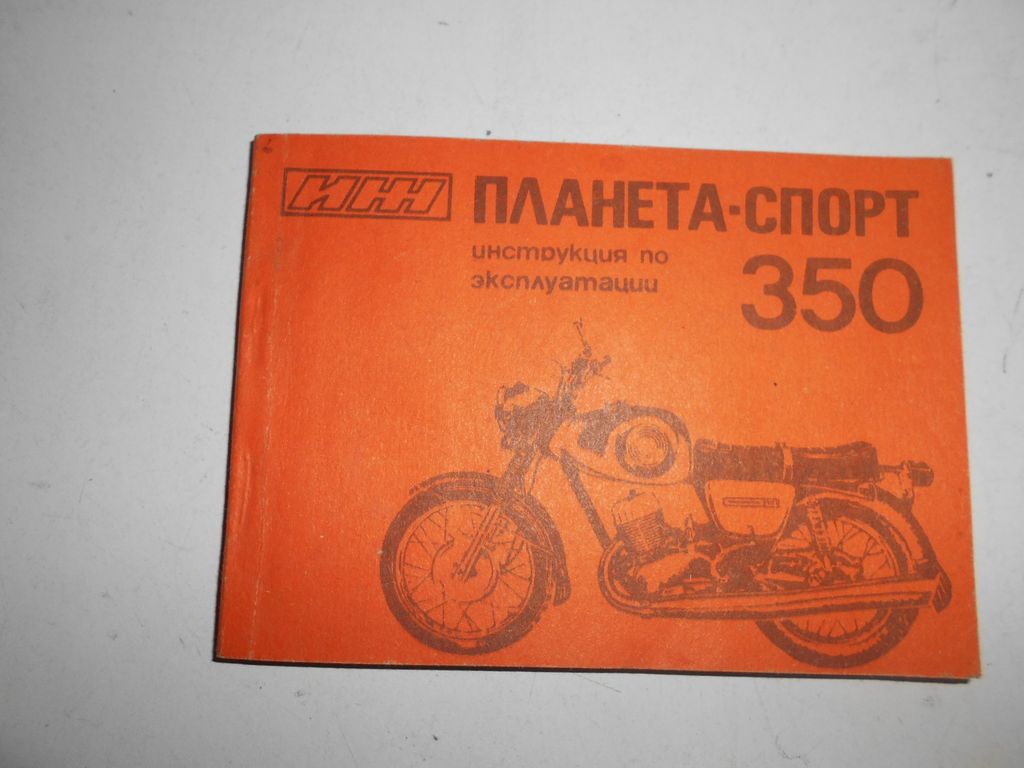 ИЖ ПЛАНЕТА-СПОРТ
инструкция по
эксплуатации
350